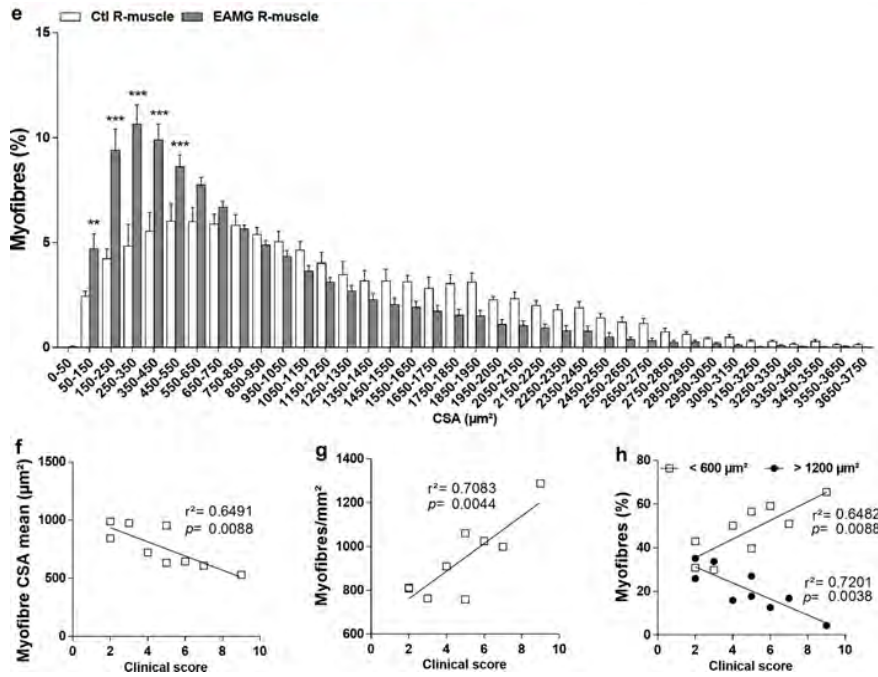 e
Ctl R-muscle EAMG R-muscle
15
10
5
0
Myofibres (%)
**
***
***
***
***
0-50
50-150
150-250
250-350
350-450
450-550
550-650
650-750
750-850
850-950
950-1050
1050-1150
1150-1250
1250-1350
1350-1450
1450-1550
1550-1650
1650-1750
1750-1850
1850-1950
1950-2050
2050-2150
2150-2250
2250-2350
2350-2450
2450-2550
2550-2650
2650-2750
2750-2850
2850-2950
2950-3050
3050-3150
3150-3250
3250-3350
3350-3450
3450-3550
3550-3650
3650-3750
CSA (µm²)
f
1500
1000
500
0
Myofibre CSA mean (µm²)
r²= 0.6491
p= 0.0088
0 2 4 6 8 10
Clinical score
g
1400
1200
1000
800
600
Myofibres/mm²
r²= 0.7083
p= 0.0044
0 2 4 6 8 10
Clinical score
h
< 600 µm² > 1200 µm²
80
60
40
20
0
Myofibres (%)
r²= 0.6482
p= 0.0088
r²= 0.7201
p= 0.0038
0 2 4 6 8 10
Clinical score